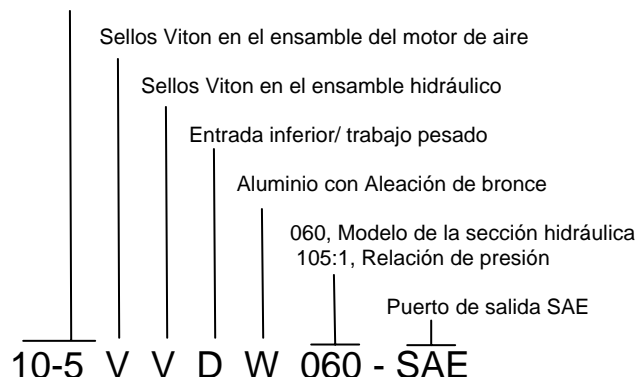 Sellos Viton en el ensamble del motor de aire
Sellos Viton en el ensamble hidráulico
Entrada inferior/ trabajo pesado
Aluminio con Aleación de bronce
060, Modelo de la sección hidráulica
105:1, Relación de presión
Puerto de salida SAE
10-5 V V D W 060 - SAE